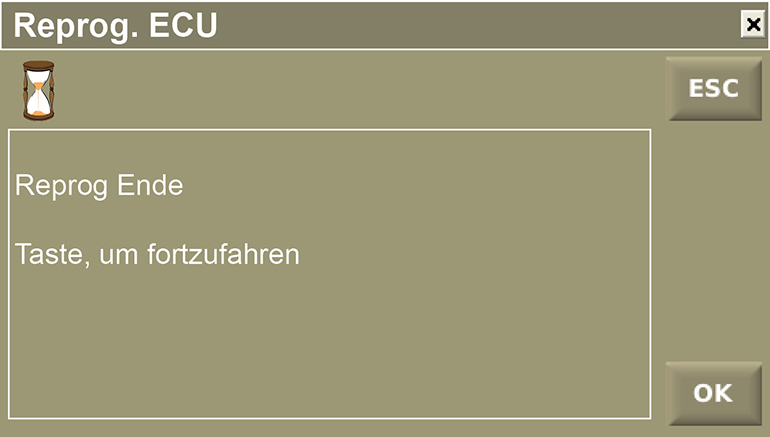 Reprog. ECU
ESC
Reprog Ende
Taste, um fortzufahren
OK